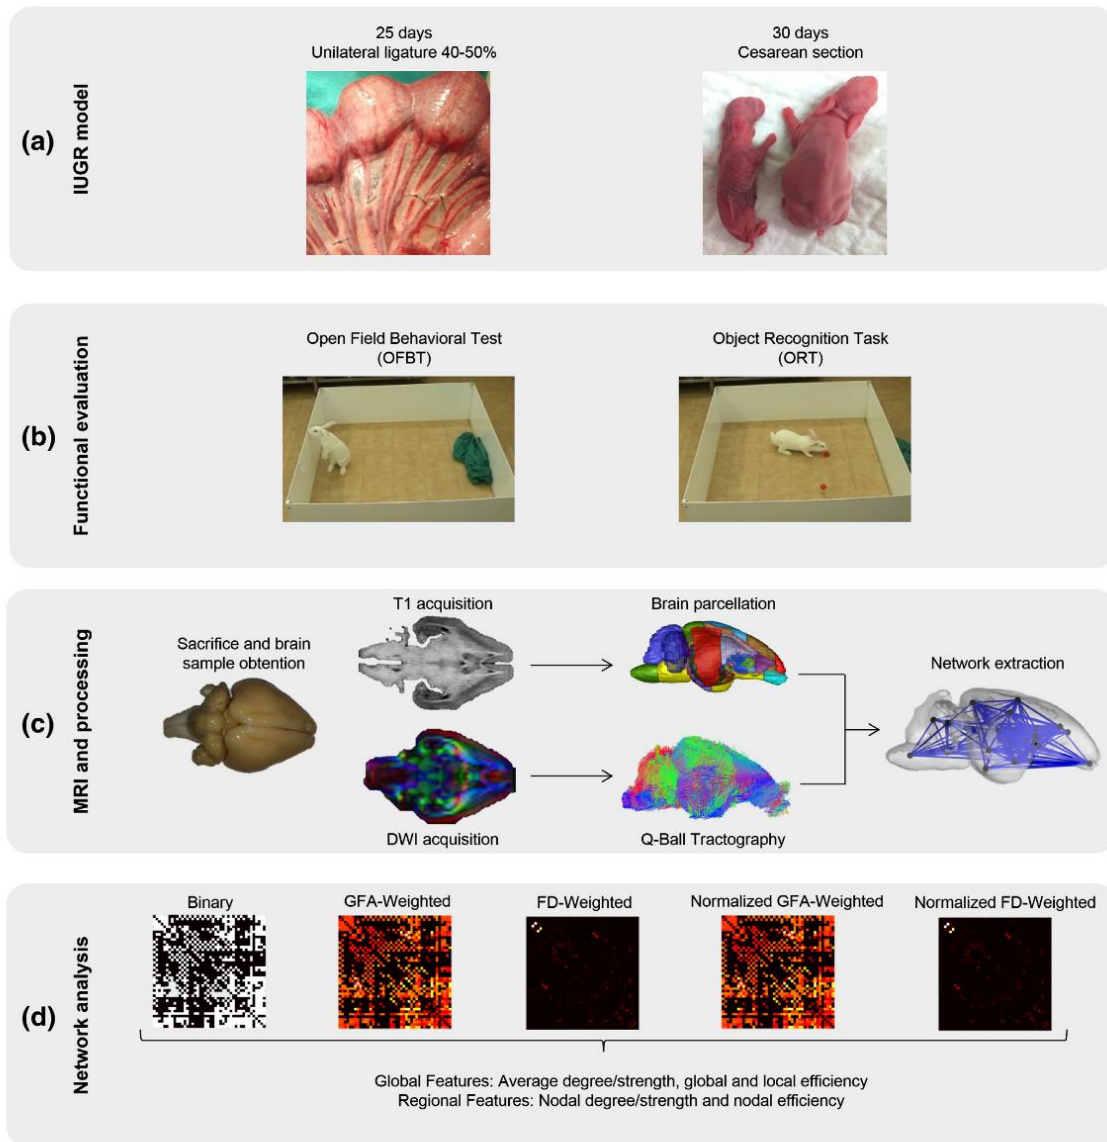 (a)
IUGR model
25 days
Unilateral ligature 40-50%
30 days
Cesarean section
(b)
Functional evaluation
Open Field Behavioral Test
(OFBT)
Object Recognition Task
(ORT)
(c)
MRI and processing
Sacrifice and brain
sample obtention
T1 acquisition
DWI acquisition
Brain parcellation
Q-Ball Tractography
Network extraction
(d)
Network analysis
Binary
GFA-Weighted
FD-Weighted
Normalized GFA-Weighted
Normalized FD-Weighted
Global Features: Average degree/strength, global and local efficiency
Regional Features: Nodal degree/strength and nodal efficiency